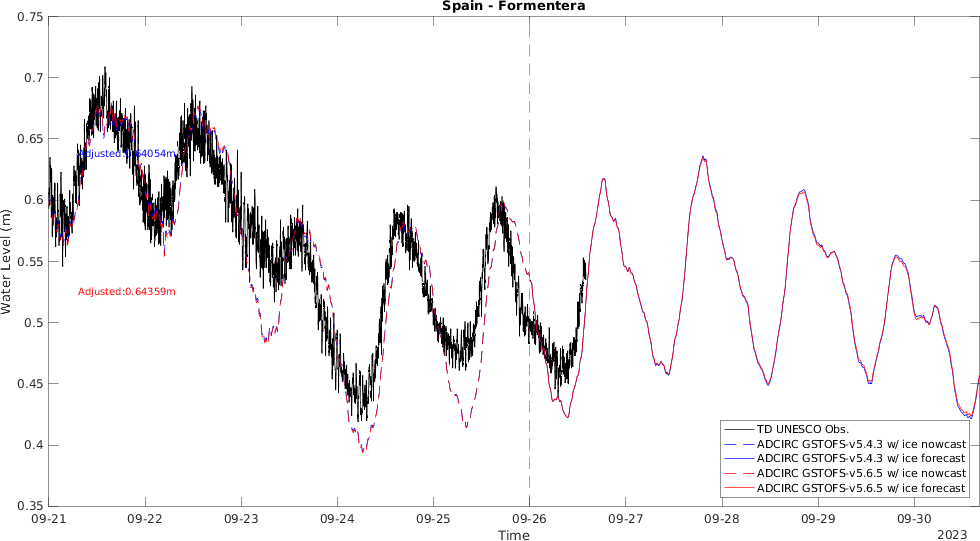 Spain - Formentera
0.75
0.7
0.65
0.6
0.55
0.5
0.45
0.4
0.35
Water Level (m)
Adjusted:0.64054m
Adjusted:0.64359m
TD UNESCO Obs.
ADCIRC GSTOFS-v5.4.3 w/ ice nowcast
ADCIRC GSTOFS-v5.4.3 w/ ice forecast
ADCIRC GSTOFS-v5.6.5 w/ ice nowcast
ADCIRC GSTOFS-v5.6.5 w/ ice forecast
09-21 09-22 09-23 09-24 09-25 09-26 09-27 09-28 09-29 09-30
Time
2023